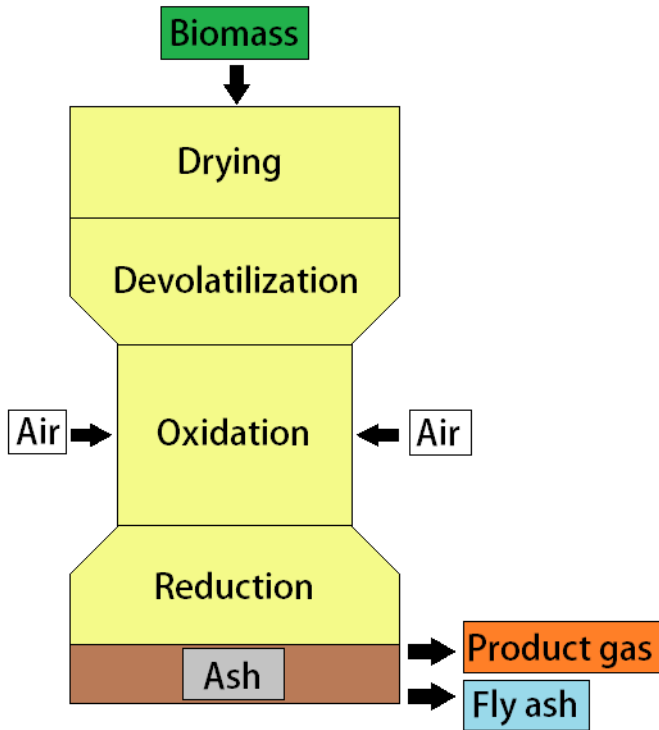 Biomass
Drying
Devolatilization
Air
Oxidation
Air
Reduction
Ash
Product gas
Fly ash